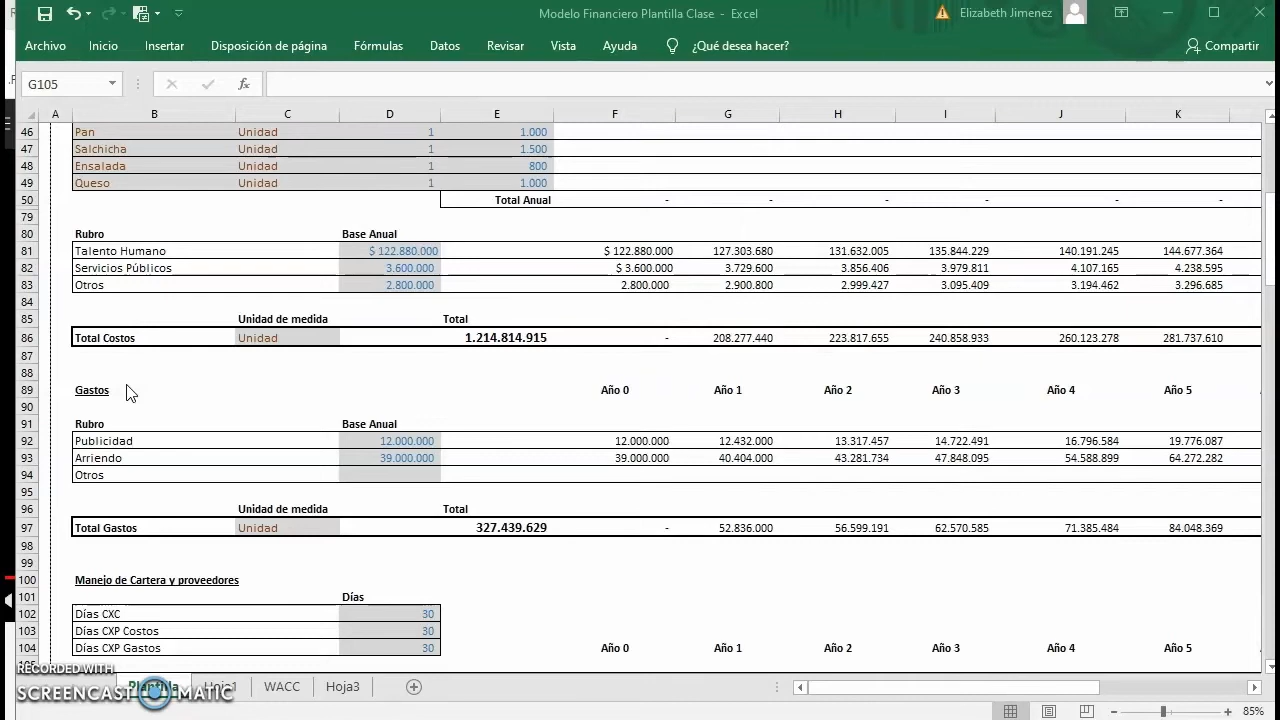 Modelo Financiero Plantilla Clase - Excel Elizabeth Jimenez
Archivo Inicio Insertar Disposición de página Fórmulas Datos Revisar Vista Ayuda ¿Qué desea hacer? Compartir
G105 fx
A B C D E F G H I J K
46 Pan Unidad 1 1.000
47 Salchicha Unidad 1 1.500
48 Ensalada Unidad 1 800
49 Queso Unidad 1 1.000
50 Total Anual - - - - - -
79
80 Rubro Base Anual
81 Talento Humano $ 122.880.000 $ 122.880.000 127.303.680 131.632.005 135.844.229 140.191.245 144.677.364
82 Servicios Públicos 3.600.000 $ 3.600.000 3.729.600 3.856.406 3.979.811 4.107.165 4.238.595
83 Otros 2.800.000 2.800.000 2.900.800 2.999.427 3.095.409 3.194.462 3.296.685
84
85 Unidad de medida Total
86 Total Costos Unidad 1.214.814.915 - 208.277.440 223.817.655 240.858.933 260.123.278 281.737.610
87
88
89 Gastos Año 0 Año 1 Año 2 Año 3 Año 4 Año 5
90
91 Rubro Base Anual
92 Publicidad 12.000.000 12.000.000 12.432.000 13.317.457 14.722.491 16.796.584 19.776.087
93 Arriendo 39.000.000 39.000.000 40.404.000 43.281.734 47.848.095 54.588.899 64.272.282
94 Otros
95
96 Unidad de medida Total
97 Total Gastos Unidad 327.439.629 - 52.836.000 56.599.191 62.570.585 71.385.484 84.048.369
98
99
100 Manejo de Cartera y proveedores
101 Días
102 Días CXC 30
103 Días CXP Costos 30
104 Días CXP Gastos 30 Año 0 Año 1 Año 2 Año 3 Año 4 Año 5
RECORDED WITH
SCREENCAST-O-MATIC
Plantilla Hoja1 WACC Hoja3
85%